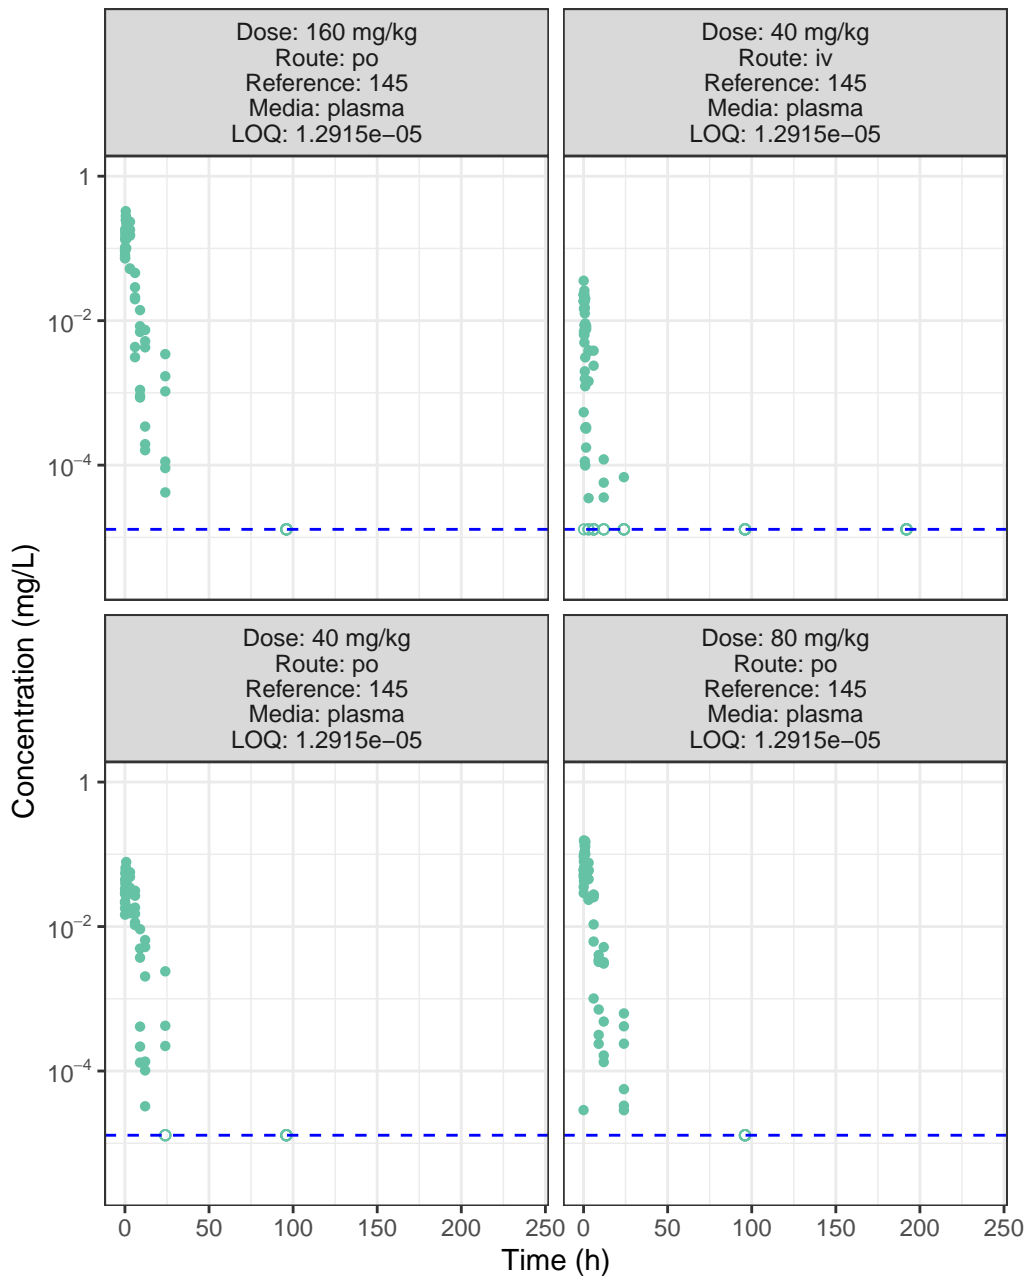 Dose: 160 mg/kg
Route: po
Reference: 145
Media: plasma
LOQ: 1.2915e−05
Dose: 40 mg/kg
Route: iv
Reference: 145
Media: plasma
LOQ: 1.2915e−05
1
10⁻²
10⁻⁴
Dose: 40 mg/kg
Route: po
Reference: 145
Media: plasma
LOQ: 1.2915e−05
Dose: 80 mg/kg
Route: po
Reference: 145
Media: plasma
LOQ: 1.2915e−05
1
10⁻²
10⁻⁴
Concentration (mg/L)
0 50 100 150 200 250 0 50 100 150 200 250
Time (h)